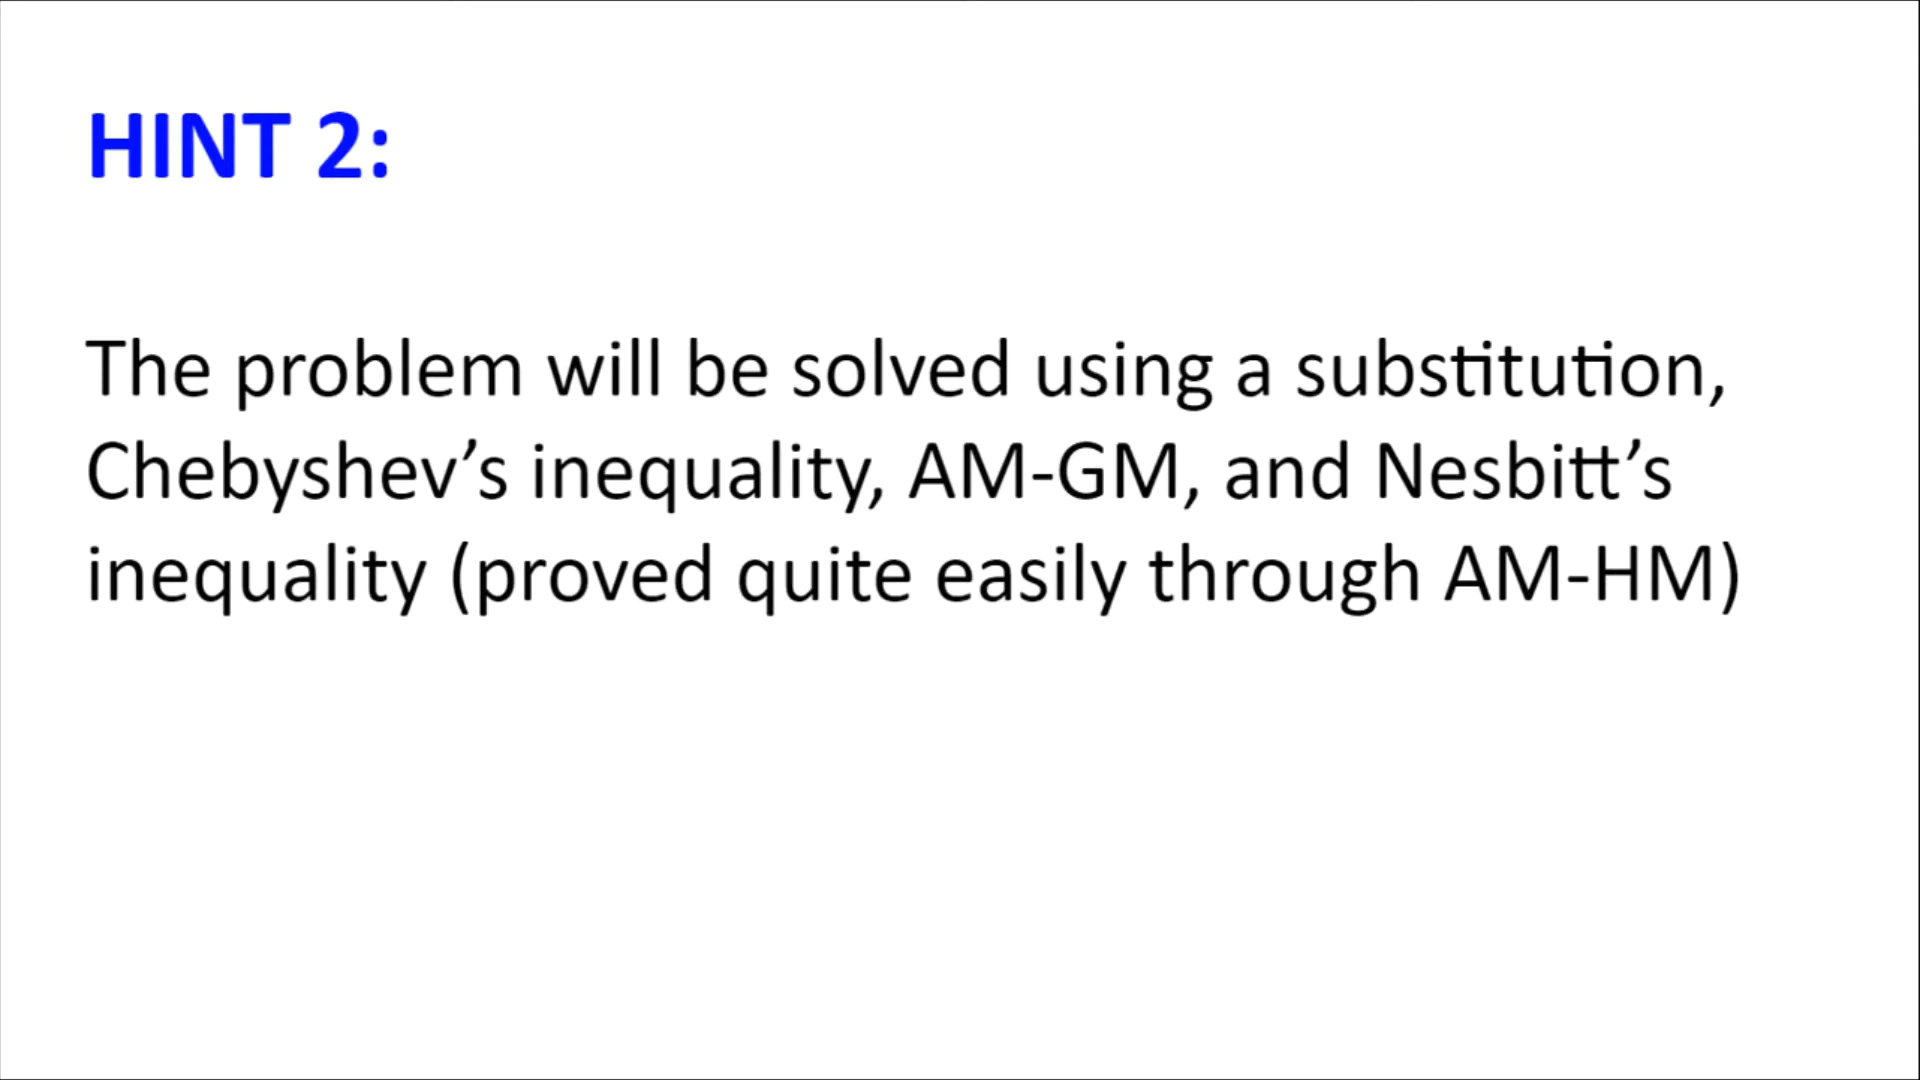 HINT 2:
The problem will be solved using a substitution,
Chebyshev’s inequality, AM-GM, and Nesbitt’s
inequality (proved quite easily through AM-HM)